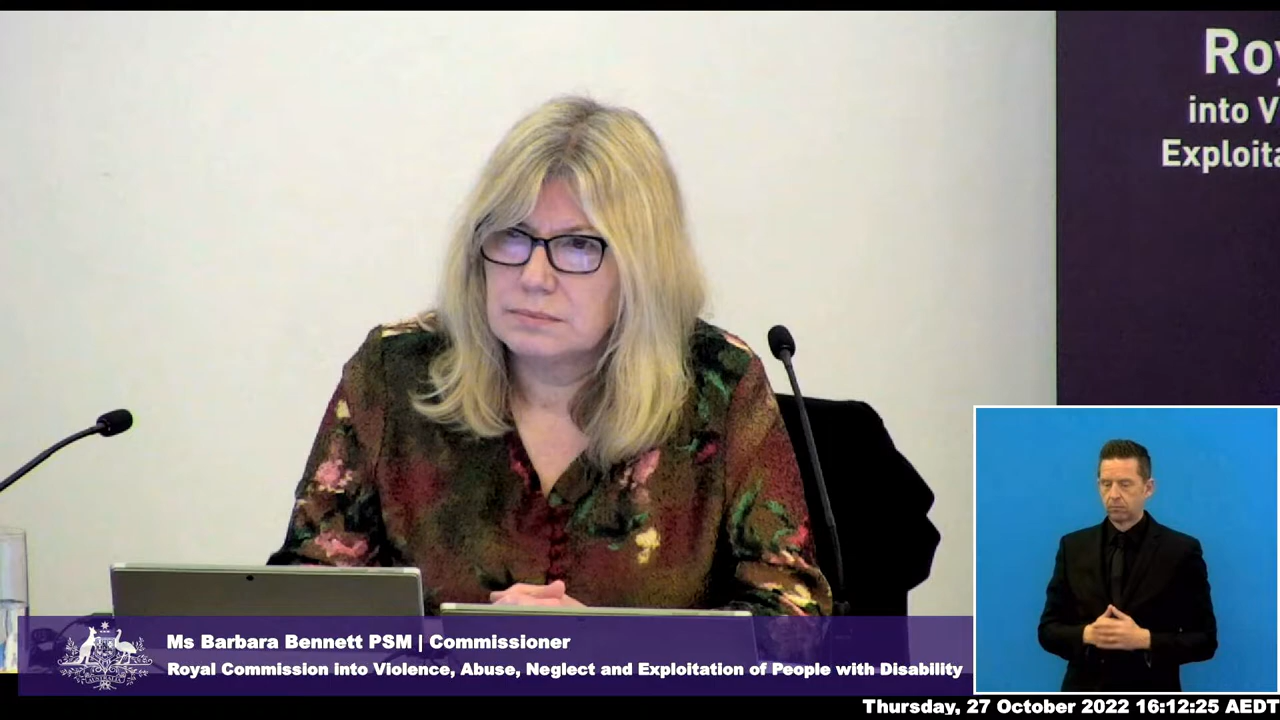 Roy
into V
Exploita
Ms Barbara Bennett PSM | Commissioner
Royal Commission into Violence, Abuse, Neglect and Exploitation of People with Disability
Thursday, 27 October 2022 16:12:25 AEDT